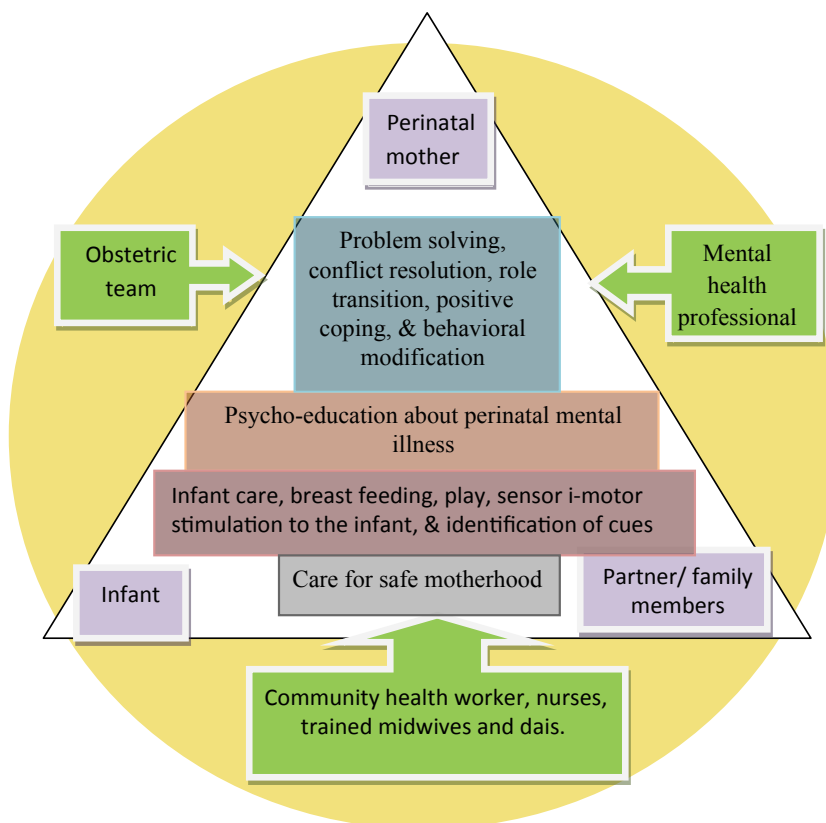 Perinatal
mother
Obstetric
team
Problem solving,
conflict resolution, role
transition, positive
coping, & behavioral
modification
Mental
health
professional
Psycho-education about perinatal mental
illness
Infant care, breast feeding, play, sensor i-motor
stimulation to the infant, & identification of cues
Infant
Care for safe motherhood
Partner/ family
members
Community health worker, nurses,
trained midwives and dais.